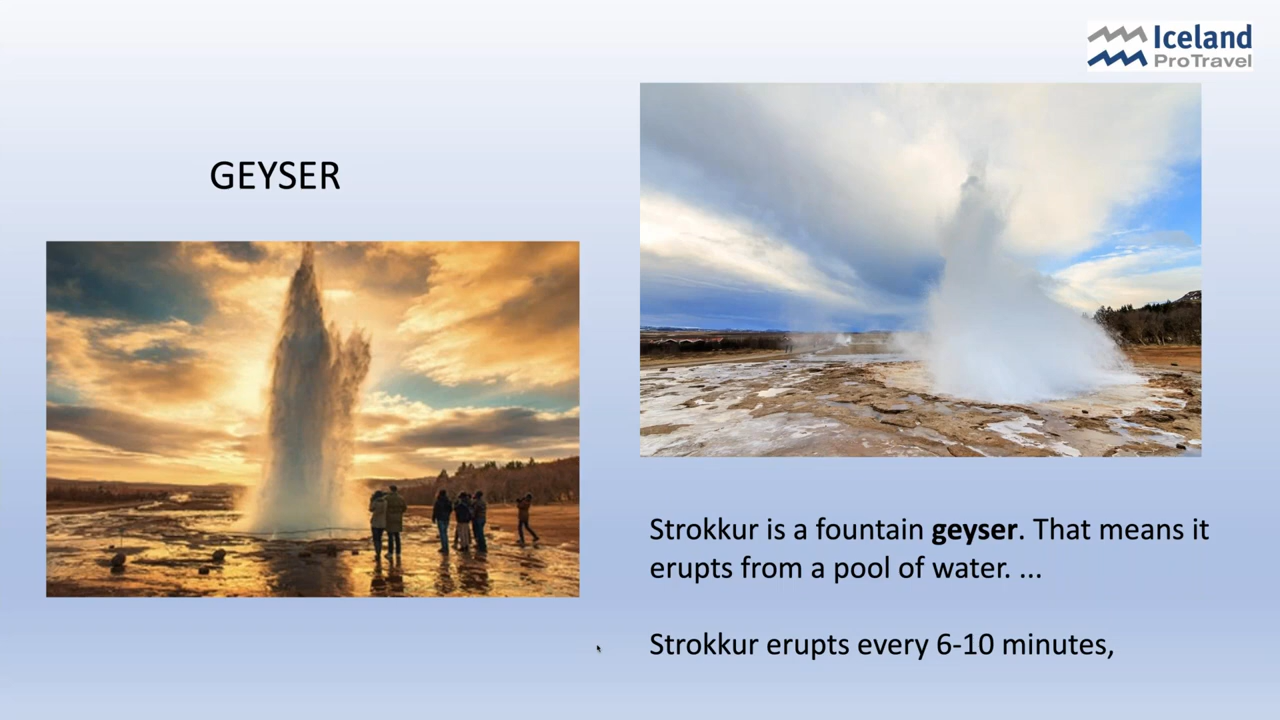 Iceland
ProTravel
GEYSER
Strokkur is a fountain geyser. That means it
erupts from a pool of water. ...
Strokkur erupts every 6-10 minutes,